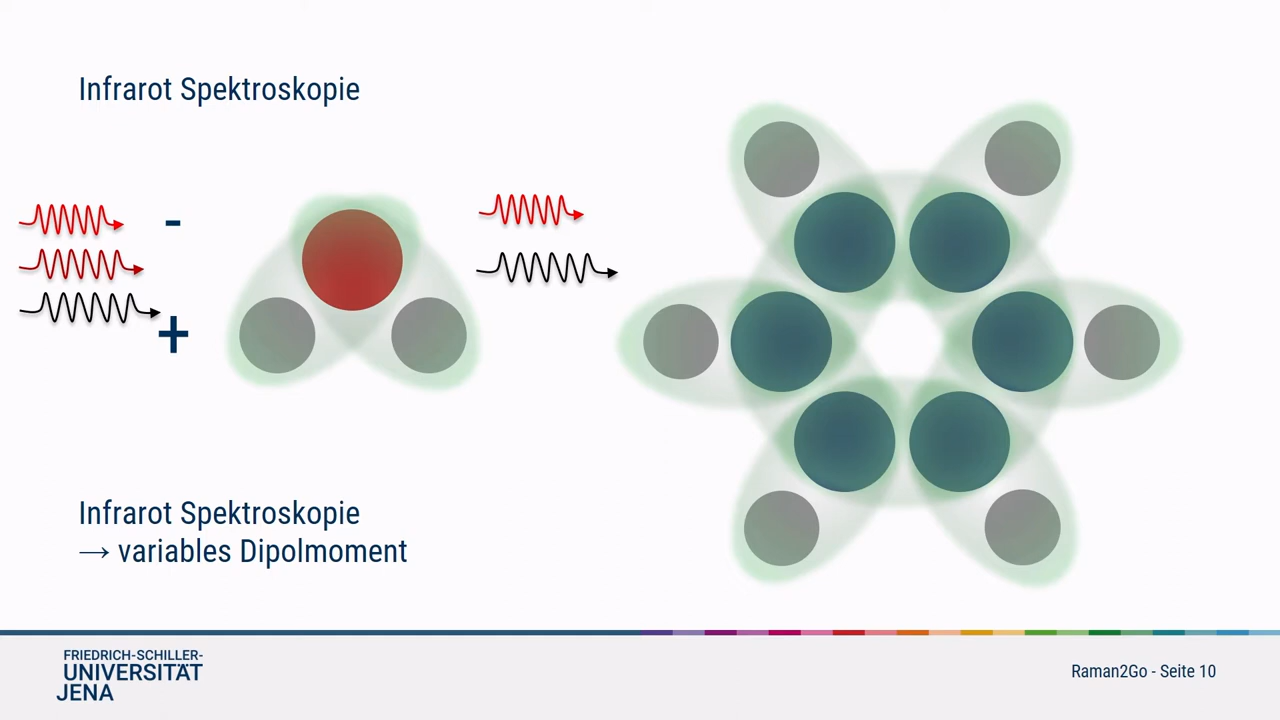 Infrarot Spektroskopie
-
+
Infrarot Spektroskopie
→ variables Dipolmoment
FRIEDRICH-SCHILLER-
UNIVERSITÄT
JENA
Raman2Go - Seite 10